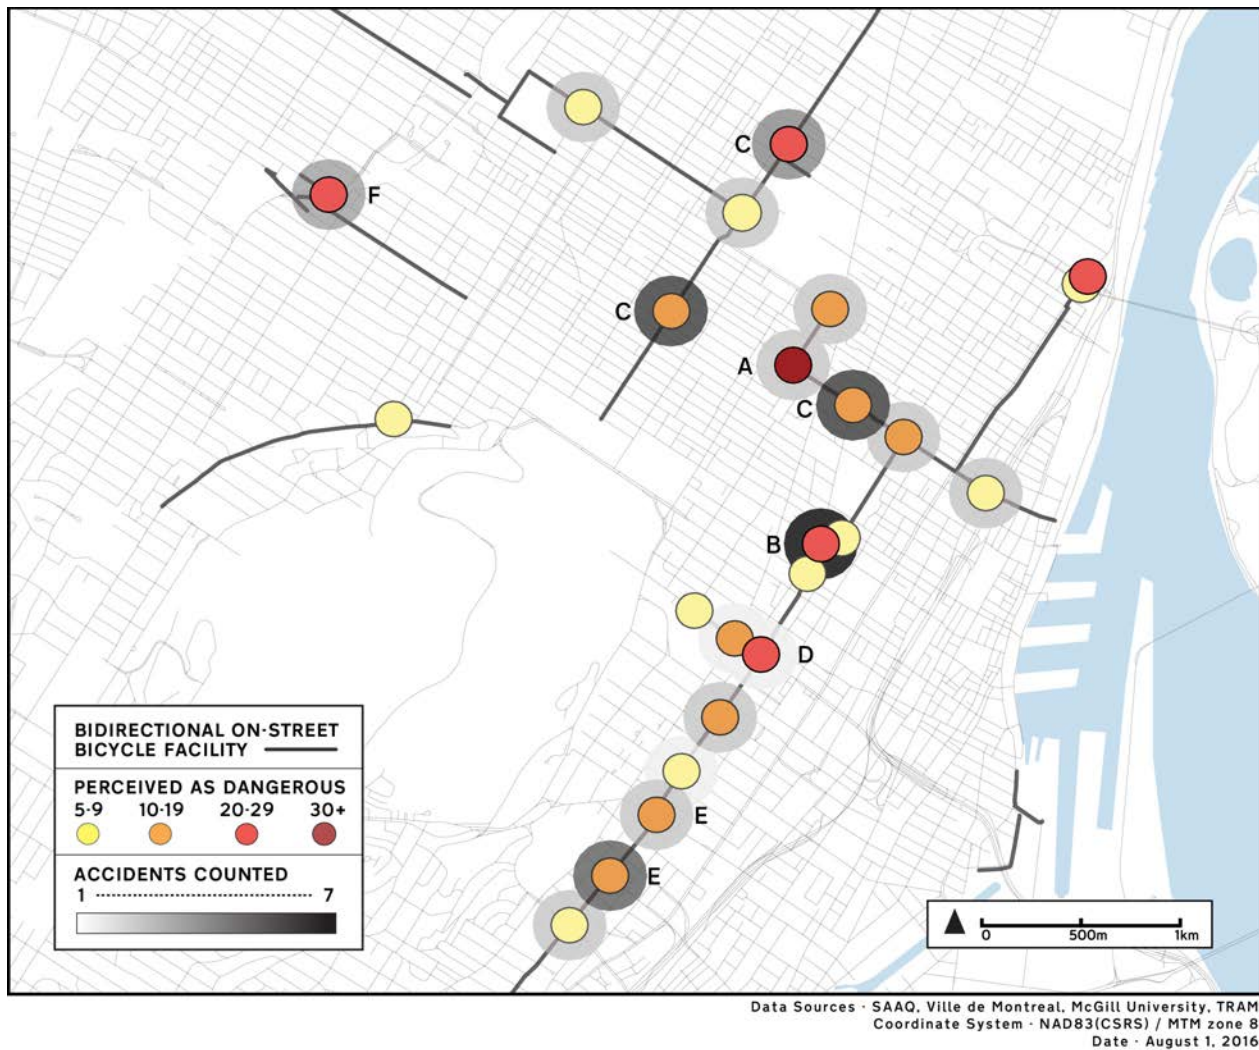 C
F
C
A
C
B
D
E
E
BIDIRECTIONAL ON-STREET
BICYCLE FACILITY
PERCEIVED AS DANGEROUS
5-9 10-19 20-29 30+
ACCIDENTS COUNTED
1 7
0 500m 1km
Data Sources · SAAQ, Ville de Montreal, McGill University, TRAM
Coordinate System · NAD83(CSRS) / MTM zone 8
Date · August 1, 2016